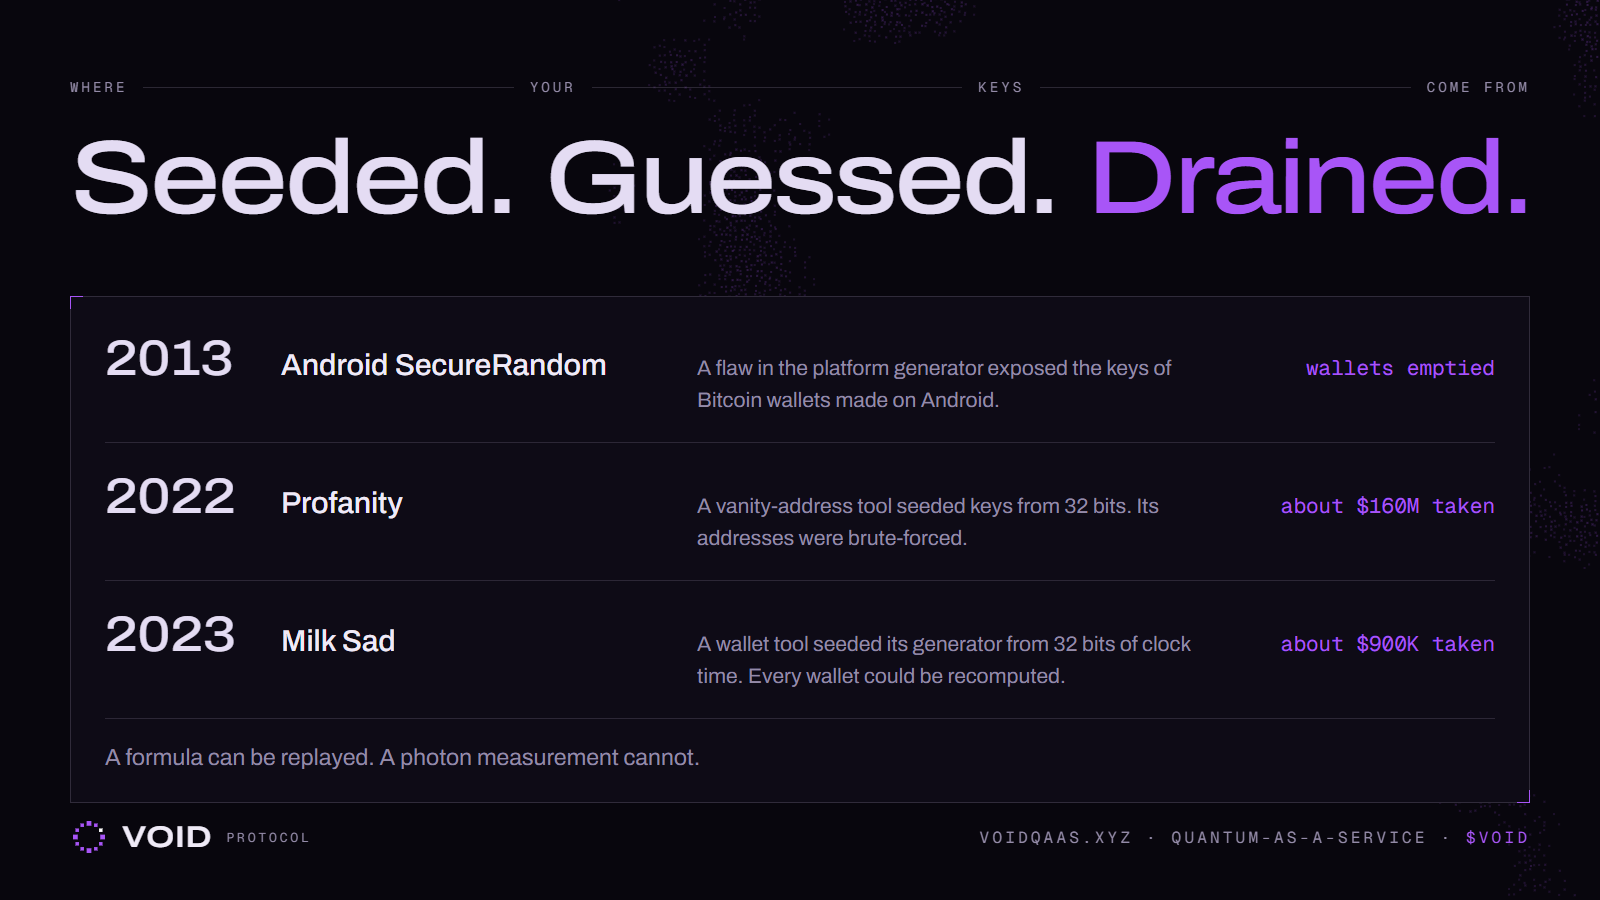 WHERE YOUR KEYS COME FROM
Seeded. Guessed. Drained.
2013 Android SecureRandom A flaw in the platform generator exposed the keys of wallets emptied
Bitcoin wallets made on Android.
2022 Profanity A vanity-address tool seeded keys from 32 bits. Its about $160M taken
addresses were brute-forced.
2023 Milk Sad A wallet tool seeded its generator from 32 bits of clock about $900K taken
time. Every wallet could be recomputed.
A formula can be replayed. A photon measurement cannot.
VOID PROTOCOL VOIDQAAS.XYZ · QUANTUM-AS-A-SERVICE · $VOID